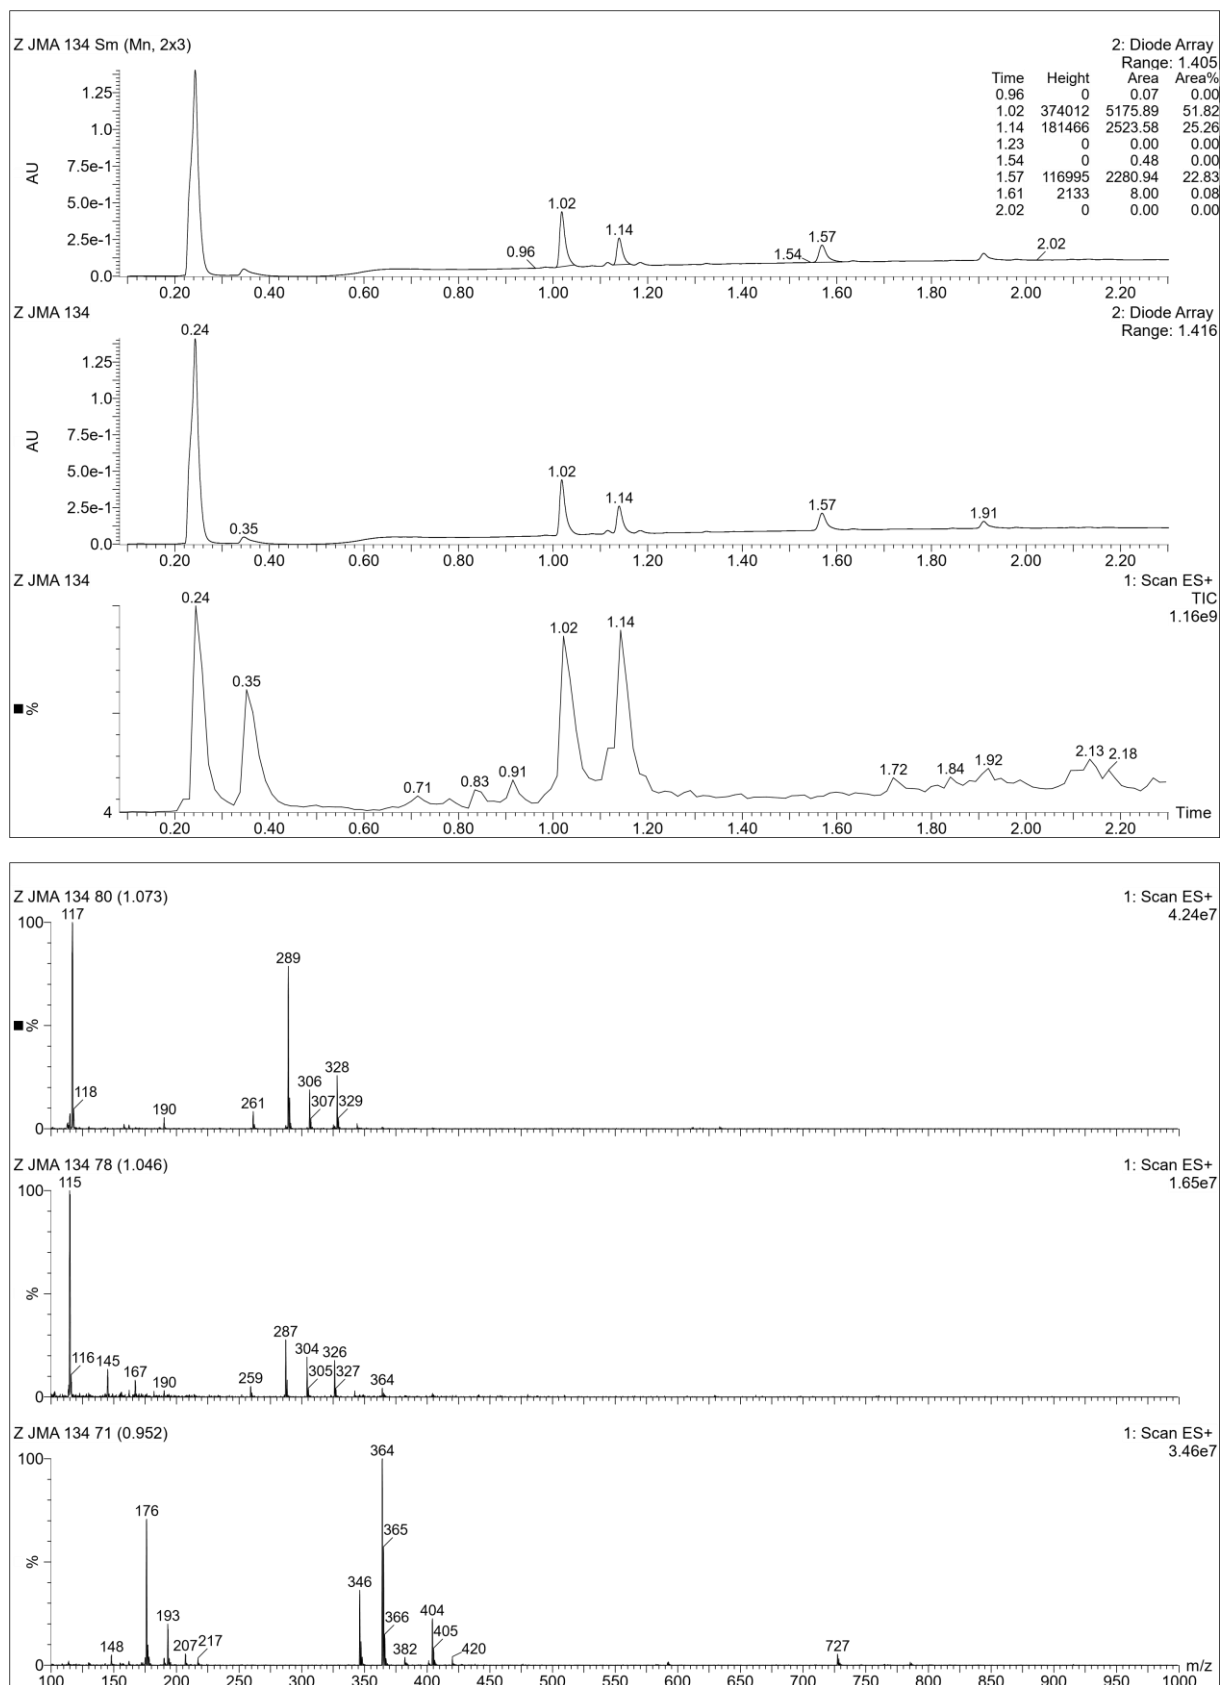 Z JMA 134 Sm (Mn, 2x3)
2: Diode Array
Range: 1.405
Time Height Area Area%
0.96 0 0.07 0.00
1.02 374012 5175.89 51.82
1.14 181466 2523.58 25.26
1.23 0 0.00 0.00
1.54 0 0.48 0.00
1.57 116995 2280.94 22.83
1.61 2133 8.00 0.08
2.02 0 0.00 0.00
AU
1.25
1.0
7.5e-1
5.0e-1
2.5e-1
0.0
0.96
1.02
1.14
1.54
1.57
2.02
0.20 0.40 0.60 0.80 1.00 1.20 1.40 1.60 1.80 2.00 2.20
Z JMA 134
2: Diode Array
Range: 1.416
AU
1.25
1.0
7.5e-1
5.0e-1
2.5e-1
0.0
0.24
0.35
1.02
1.14
1.57
1.91
0.20 0.40 0.60 0.80 1.00 1.20 1.40 1.60 1.80 2.00 2.20
Z JMA 134
1: Scan ES+
TIC
1.16e9
%
4
0.24
0.35
0.71
0.83
0.91
1.02
1.14
1.72
1.84
1.92
2.13
2.18
Time
0.20 0.40 0.60 0.80 1.00 1.20 1.40 1.60 1.80 2.00 2.20
Z JMA 134 80 (1.073)
1: Scan ES+
4.24e7
100
%
0
117
118
190
261
289
306
307
328
329
Z JMA 134 78 (1.046)
1: Scan ES+
1.65e7
100
%
0
115
116
145
167
190
259
287
304
305
326
327
364
Z JMA 134 71 (0.952)
1: Scan ES+
3.46e7
100
%
0
148
176
193
207
217
346
364
365
366
382
404
405
420
727
m/z
100 150 200 250 300 350 400 450 500 550 600 650 700 750 800 850 900 950 1000